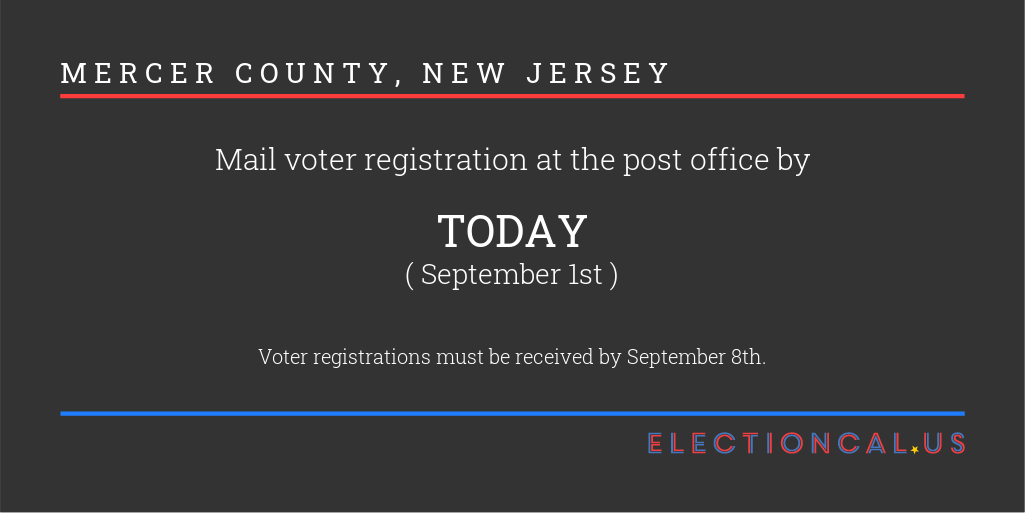 MERCER COUNTY, NEW JERSEY
Mail voter registration at the post office by
TODAY
( September 1st )
Voter registrations must be received by September 8th.
ELECTIONCAL.US